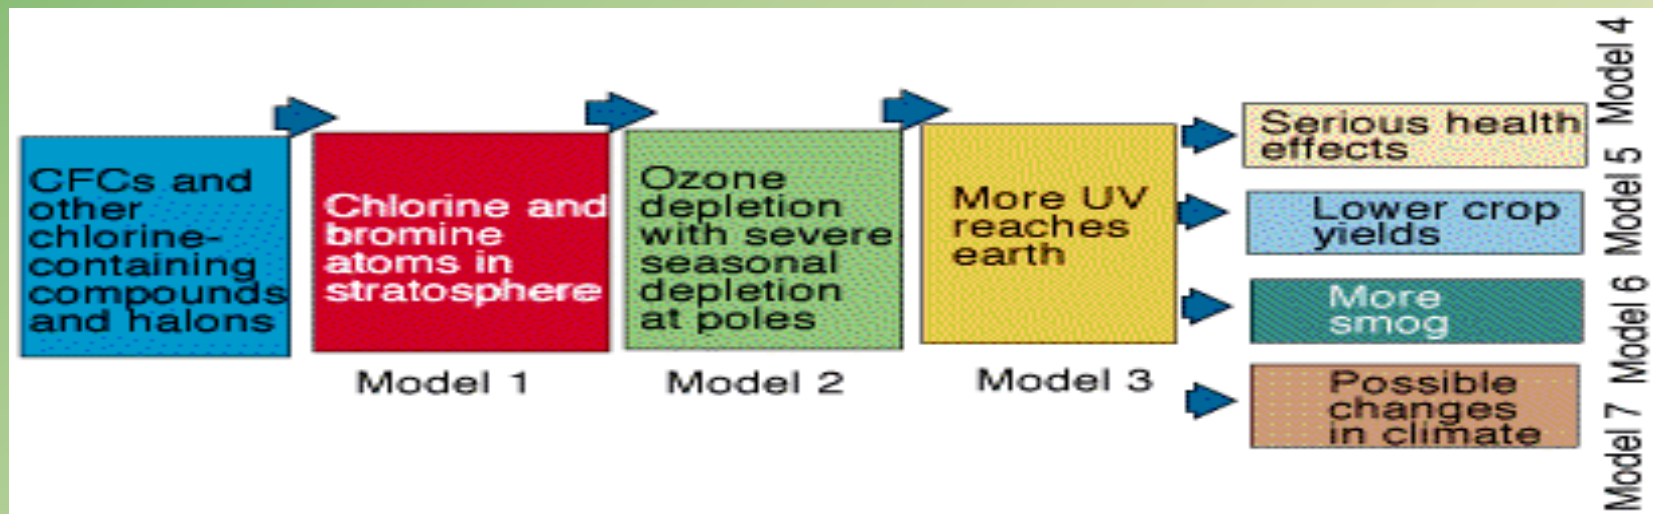 CFCs and
other
chlorine-
containing
compounds
and halons
Chlorine and
bromine
atoms in
stratosphere
Model 1
Ozone
depletion
with severe
seasonal
depletion
at poles
Model 2
More UV
reaches
earth
Model 3
Serious health
effects
Model 4
Lower crop
yields
Model 5
More
smog
Model 6
Possible
changes
in climate
Model 7